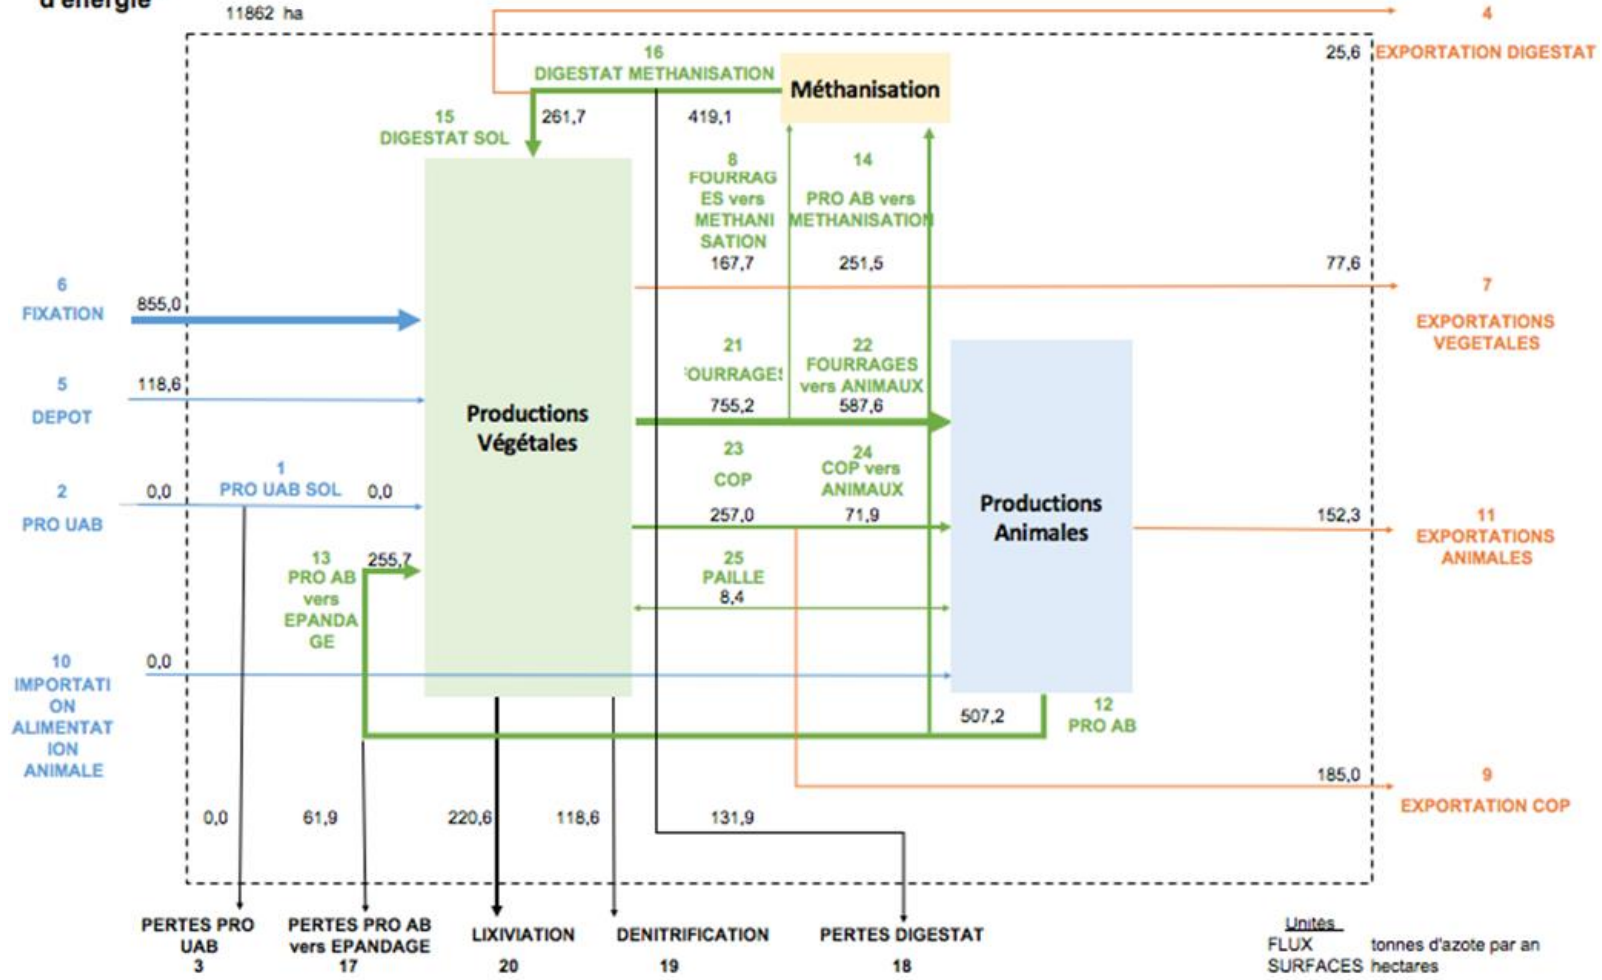 d'énergie
11862 ha
4
25,6 EXPORTATION DIGESTAT
16
DIGESTAT METHANISATION
Méthanisation
15
DIGESTAT SOL
261,7
419,1
8
FOURRAG
ES vers
METHANI
SATION
167,7
14
PRO AB vers
METHANISATION
251,5
77,6
7
EXPORTATIONS
VEGETALES
6
FIXATION
855,0
5
DEPOT
118,6
21
FOURRAGES
755,2
22
FOURRAGES
vers ANIMAUX
587,6
Productions
Végétales
23
COP
257,0
24
COP vers
ANIMAUX
71,9
2
PRO UAB
0,0
1
PRO UAB SOL
0,0
Productions
Animales
152,3
11
EXPORTATIONS
ANIMALES
13
PRO AB
vers
EPANDA
GE
255,7
25
PAILLE
8,4
10
IMPORTATI
ON
ALIMENTAT
ION
ANIMALE
0,0
507,2
12
PRO AB
185,0
9
EXPORTATION COP
0,0
61,9
220,6
118,6
131,9
PERTES PRO
UAB
3
PERTES PRO AB
vers EPANDAGE
17
LIXIVIATION
20
DENITRIFICATION
19
PERTES DIGESTAT
18
Unités
FLUX tonnes d'azote par an
SURFACES hectares